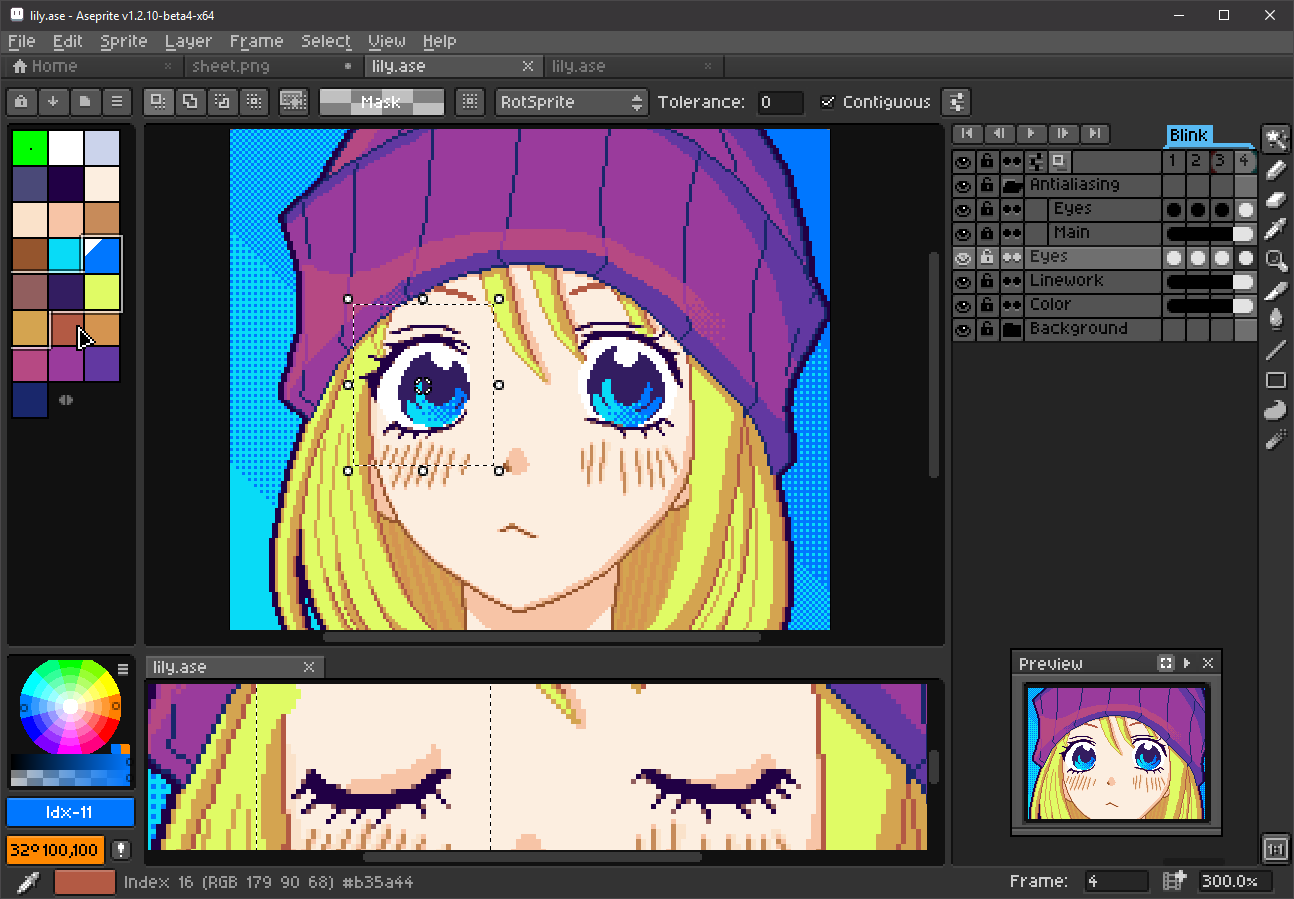 lily.ase - Aseprite v1.2.10-beta4-x64
File Edit Sprite Layer Frame Select View Help
Home × sheet.png • lily.ase × lily.ase ×
Mask RotSprite Tolerance: 0 Contiguous
Blink
1 2 3 4
Antialiasing
Eyes
Main
Eyes
Linework
Color
Background
Preview
lily.ase
Idx-11
32° 100,100
1:1
Index 16 (RGB 179 90 68) #b35a44 Frame: 4 300.0%